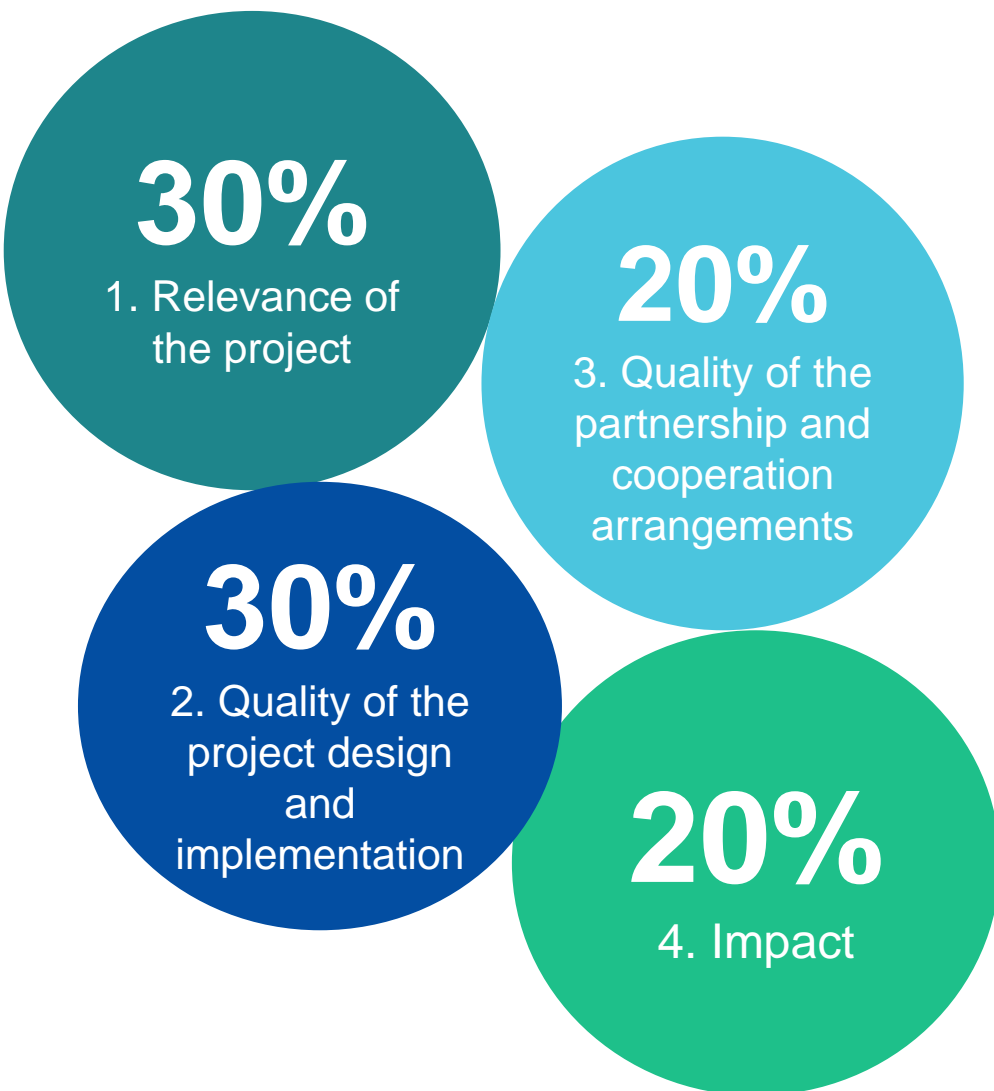 30%
1. Relevance of
the project
20%
3. Quality of the
partnership and
cooperation
arrangements
30%
2. Quality of the
project design
and
implementation
20%
4. Impact